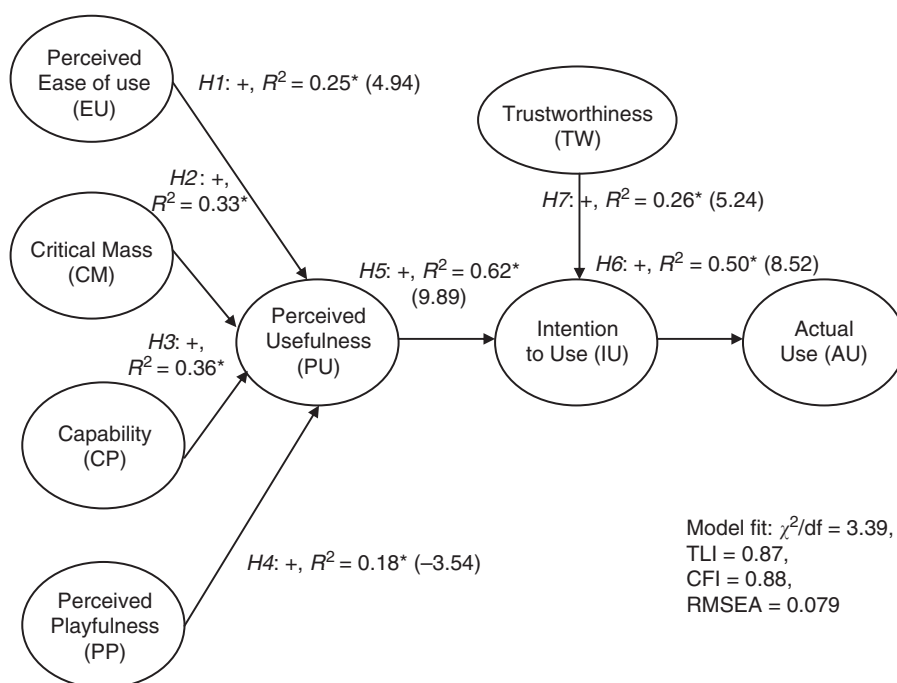 Perceived
Ease of use
(EU)
H1: +, R² = 0.25* (4.94)
Trustworthiness
(TW)
H2: +,
R² = 0.33*
H7: +, R² = 0.26* (5.24)
Critical Mass
(CM)
H5: +, R² = 0.62*
(9.89)
H6: +, R² = 0.50* (8.52)
Perceived
Usefulness
(PU)
Intention
to Use (IU)
Actual
Use (AU)
H3: +,
R² = 0.36*
Capability
(CP)
H4: +, R² = 0.18* (–3.54)
Perceived
Playfulness
(PP)
Model fit: χ²/df = 3.39,
TLI = 0.87,
CFI = 0.88,
RMSEA = 0.079